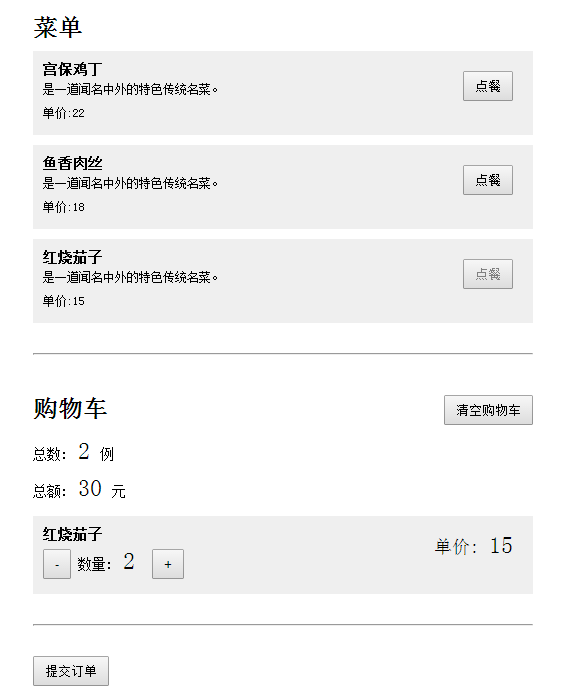 菜单
宫保鸡丁
是一道闻名中外的特色传统名菜。
点餐
单价:22
鱼香肉丝
是一道闻名中外的特色传统名菜。
点餐
单价:18
红烧茄子
是一道闻名中外的特色传统名菜。
点餐
单价:15
购物车
清空购物车
总数: 2 例
总额: 30 元
红烧茄子
单价: 15
- 数量: 2 +
提交订单